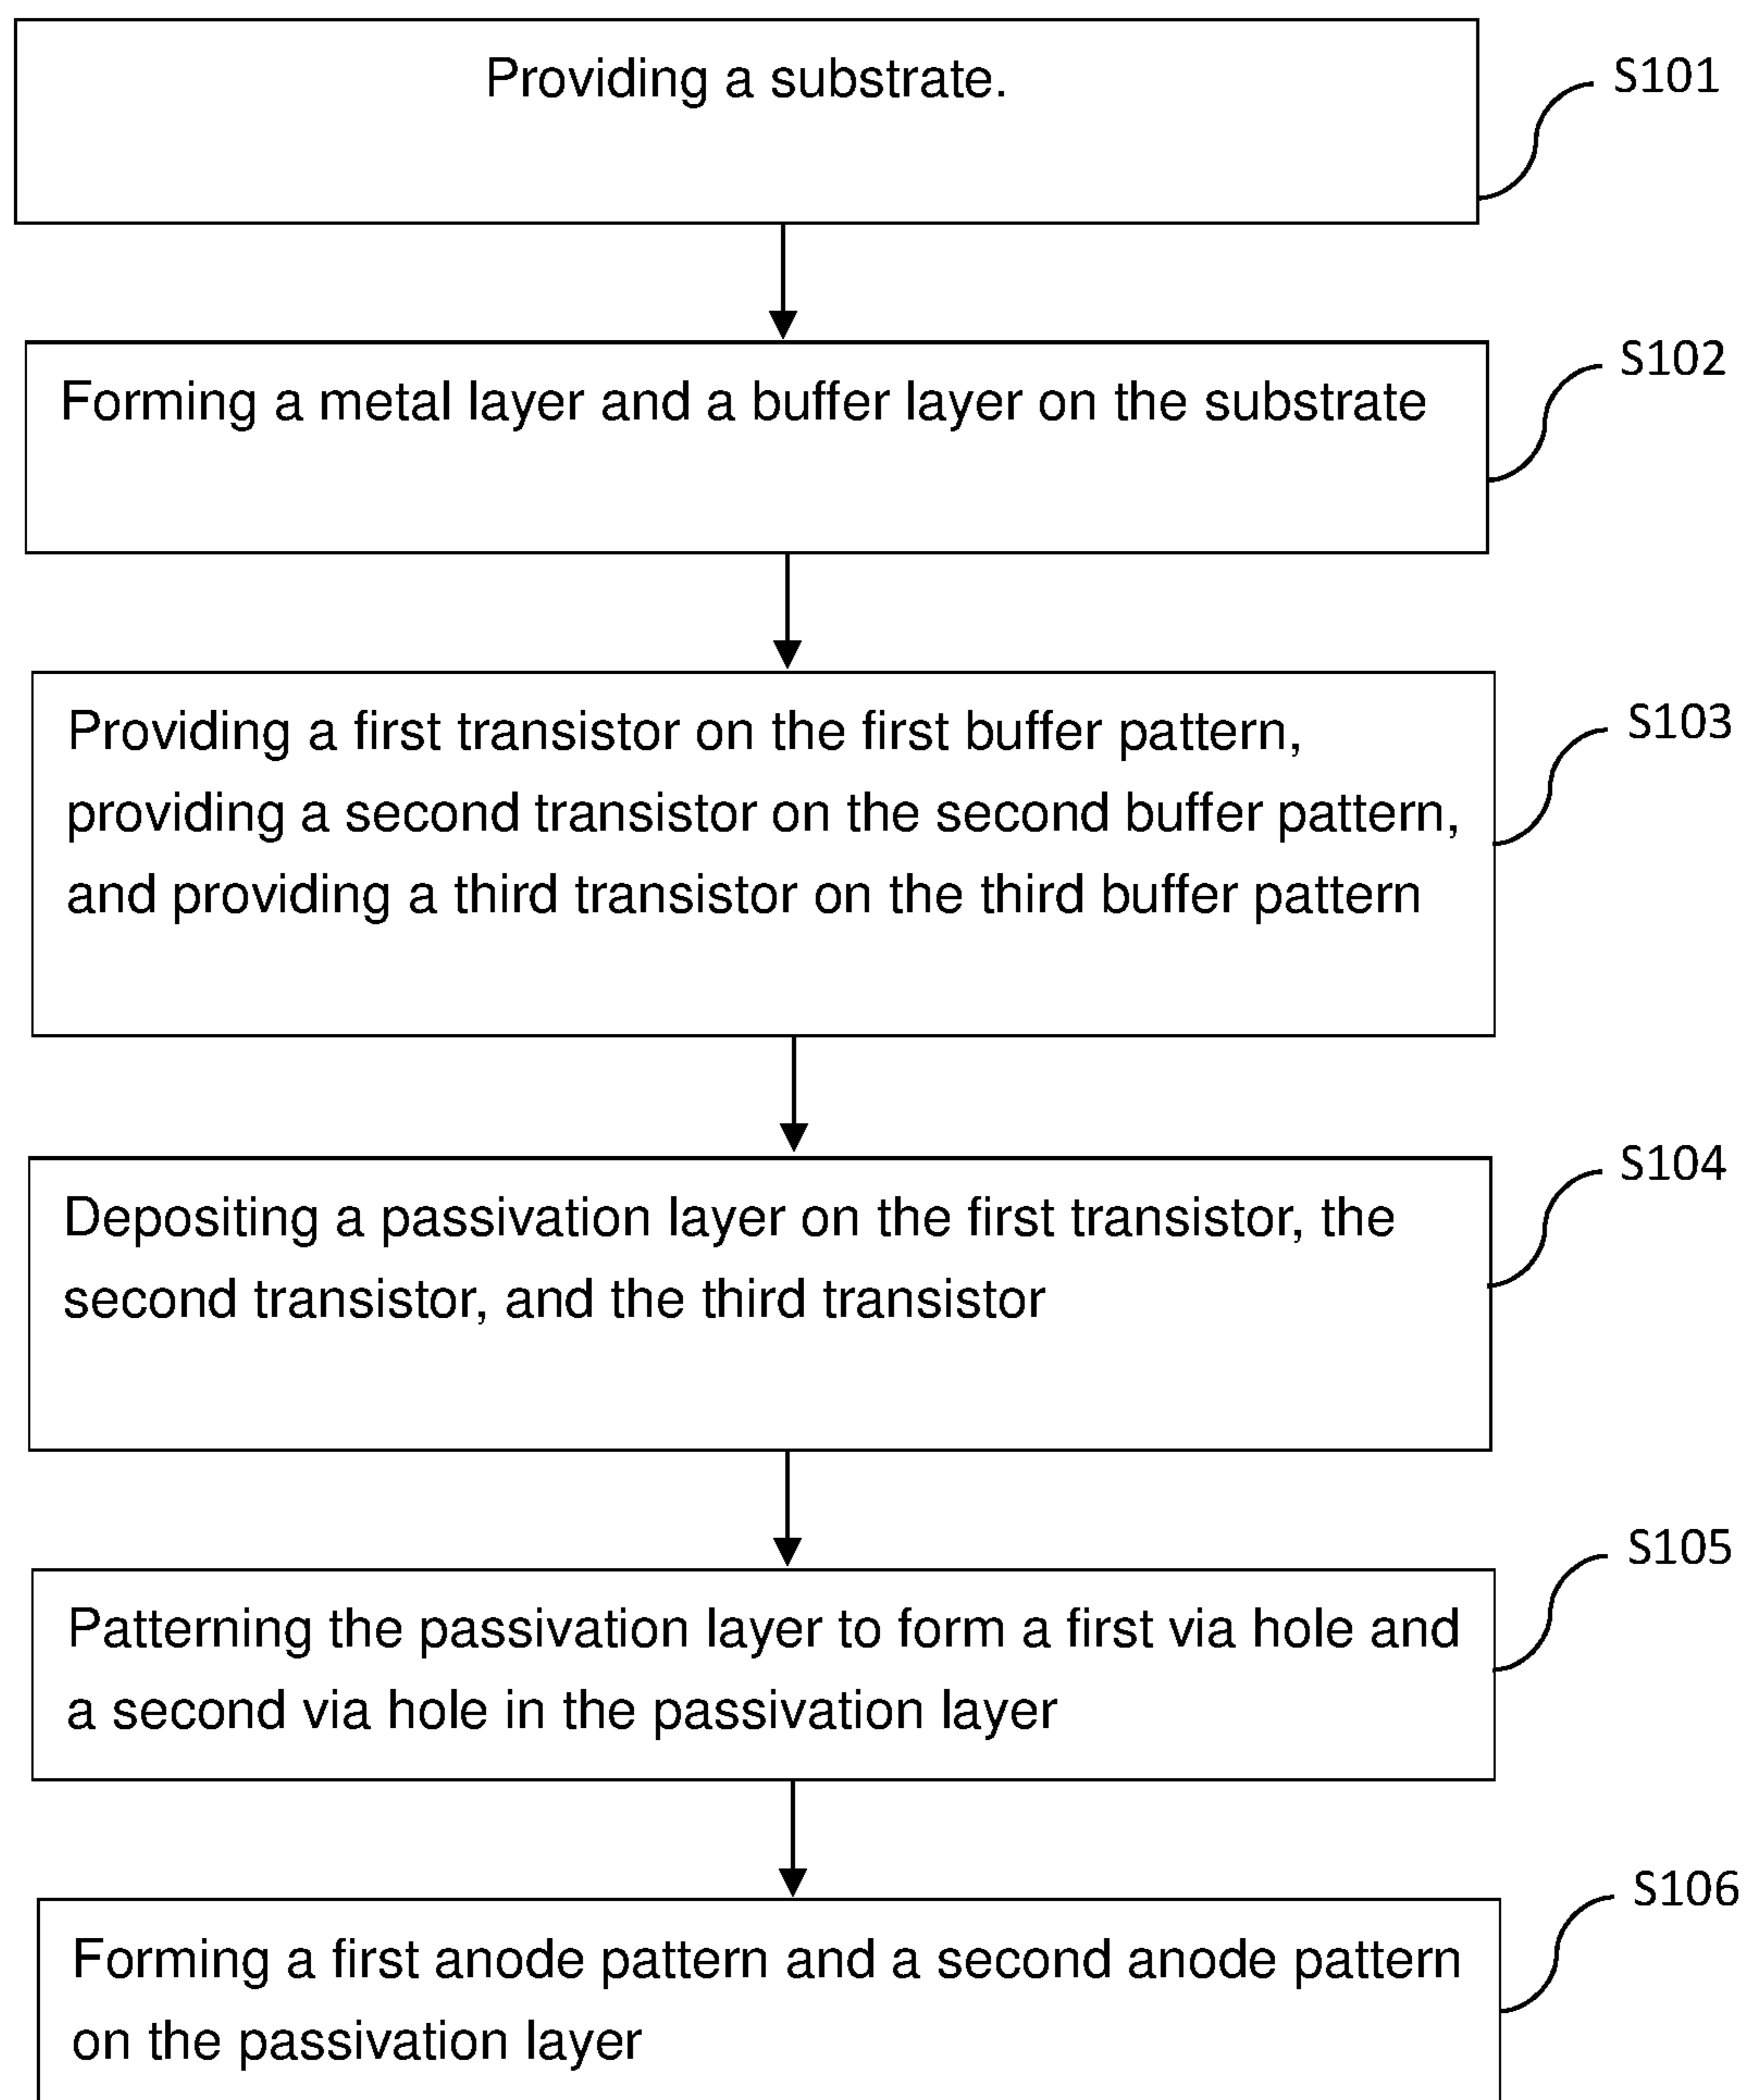 Providing a substrate.
S101
Forming a metal layer and a buffer layer on the substrate
S102
Providing a first transistor on the first buffer pattern,
providing a second transistor on the second buffer pattern,
and providing a third transistor on the third buffer pattern
S103
Depositing a passivation layer on the first transistor, the
second transistor, and the third transistor
S104
Patterning the passivation layer to form a first via hole and
a second via hole in the passivation layer
S105
Forming a first anode pattern and a second anode pattern
on the passivation layer
S106